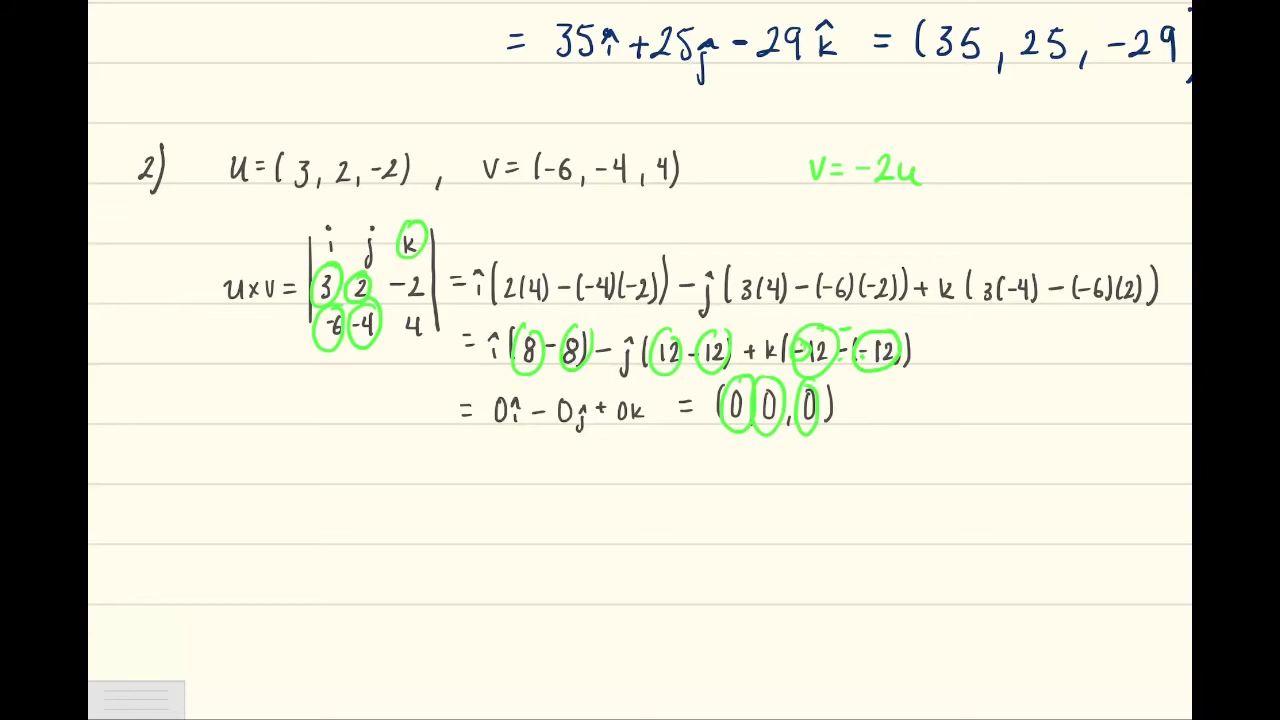 = 35î + 25ĵ - 29k̂ = (35, 25, -29)
2) u = (3, 2, -2), v = (-6, -4, 4) v = -2u
i j k
u×v = | 3 2 -2 | = î(2(4) - (-4)(-2)) - ĵ(3(4) - (-6)(-2)) + k(3(-4) - (-6)(2))
-6 -4 4
= î(8 - 8) - ĵ(12 - 12) + k(-12 - (-12))
= 0î - 0ĵ + 0k = (0 0, 0)